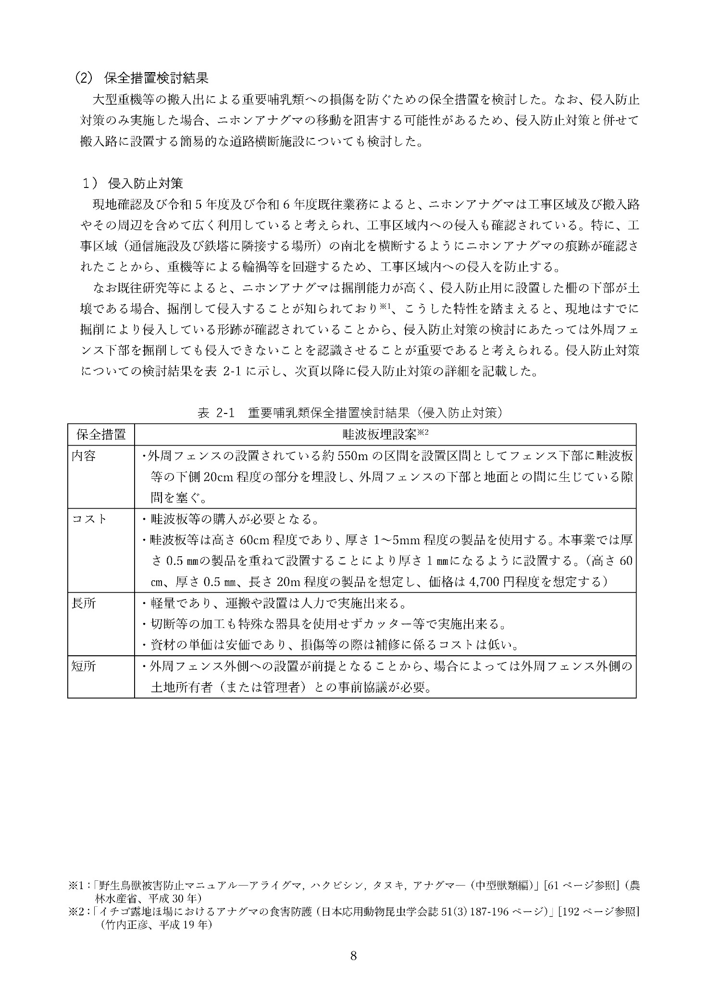 (2) 保全措置検討結果
大型重機等の搬入出による重要哺乳類への損傷を防ぐための保全措置を検討した。なお、侵入防止
対策のみ実施した場合、ニホンアナグマの移動を阻害する可能性があるため、侵入防止対策と併せて
搬入路に設置する簡易的な道路横断施設についても検討した。
1） 侵入防止対策
現地確認及び令和 5 年度及び令和 6 年度既往業務によると、ニホンアナグマは工事区域及び搬入路
やその周辺を含めて広く利用していると考えられ、工事区域内への侵入も確認されている。特に、工
事区域（通信施設及び鉄塔に隣接する場所）の南北を横断するようにニホンアナグマの痕跡が確認さ
れたことから、重機等による輪禍等を回避するため、工事区域内への侵入を防止する。
なお既往研究等によると、ニホンアナグマは掘削能力が高く、侵入防止用に設置した柵の下部が土
壌である場合、掘削して侵入することが知られており※1、こうした特性を踏まえると、現地はすでに
掘削により侵入している形跡が確認されていることから、侵入防止対策の検討にあたっては外周フェ
ンス下部を掘削しても侵入できないことを認識させることが重要であると考えられる。侵入防止対策
についての検討結果を表 2-1 に示し、次頁以降に侵入防止対策の詳細を記載した。
表 2-1　重要哺乳類保全措置検討結果（侵入防止対策）
保全措置 畦波板埋設案※2
内容 ・外周フェンスの設置されている約 550m の区間を設置区間としてフェンス下部に畦波板
等の下側 20cm 程度の部分を埋設し、外周フェンスの下部と地面との間に生じている隙
間を塞ぐ。
コスト ・畦波板等の購入が必要となる。
・畦波板等は高さ 60cm 程度であり、厚さ 1～5mm 程度の製品を使用する。本事業では厚
さ 0.5 ㎜の製品を重ねて設置することにより厚さ 1 ㎜になるように設置する。（高さ 60
㎝、厚さ 0.5 ㎜、長さ 20m 程度の製品を想定し、価格は 4,700 円程度を想定する）
長所 ・軽量であり、運搬や設置は人力で実施出来る。
・切断等の加工も特殊な器具を使用せずカッター等で実施出来る。
・資材の単価は安価であり、損傷等の際は補修に係るコストは低い。
短所 ・外周フェンス外側への設置が前提となることから、場合によっては外周フェンス外側の
土地所有者（または管理者）との事前協議が必要。
※1：「野生鳥獣被害防止マニュアル―アライグマ, ハクビシン, タヌキ, アナグマ―（中型獣類編）」[61 ページ参照]（農
林水産省、平成 30 年）
※2：「イチゴ露地ほ場におけるアナグマの食害防護（日本応用動物昆虫学会誌 51(3) 187-196 ページ）」[192 ページ参照]
（竹内正彦、平成 19 年）
8